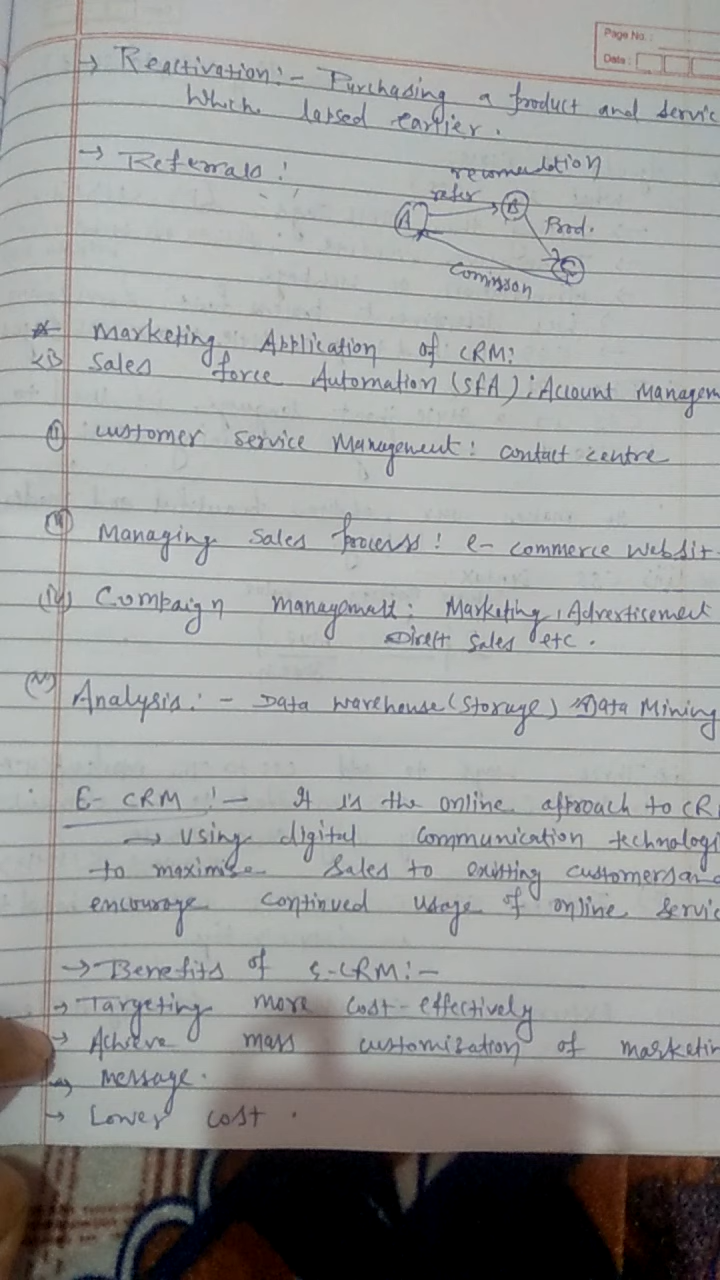 Page No. :
Date :
→ Reactivation :- Purchasing a product and servic
which lapsed earlier.
→ Referrals :
recomendation
refer
A
B
Prod.
C
Comisson
* Marketing Application of CRM:
(i) Sales force Automation (SFA) : Account Managem
(ii) customer service Management : contact centre
(iii) Managing sales process : e-commerce websit
(iv) Compaign management : Marketing, Advertisement
Direct sales etc.
(v) Analysis :- Data warehouse (storage) Data Mining
E-CRM :- It is the online approach to CR
→ Using digital communication technologi
to maximise sales to existing customers and
encourage continued usage of online servic
→ Benefits of E-CRM :-
→ Targeting more cost-effectively
→ Achieve mass customization of marketin
→ message.
→ Lower cost.